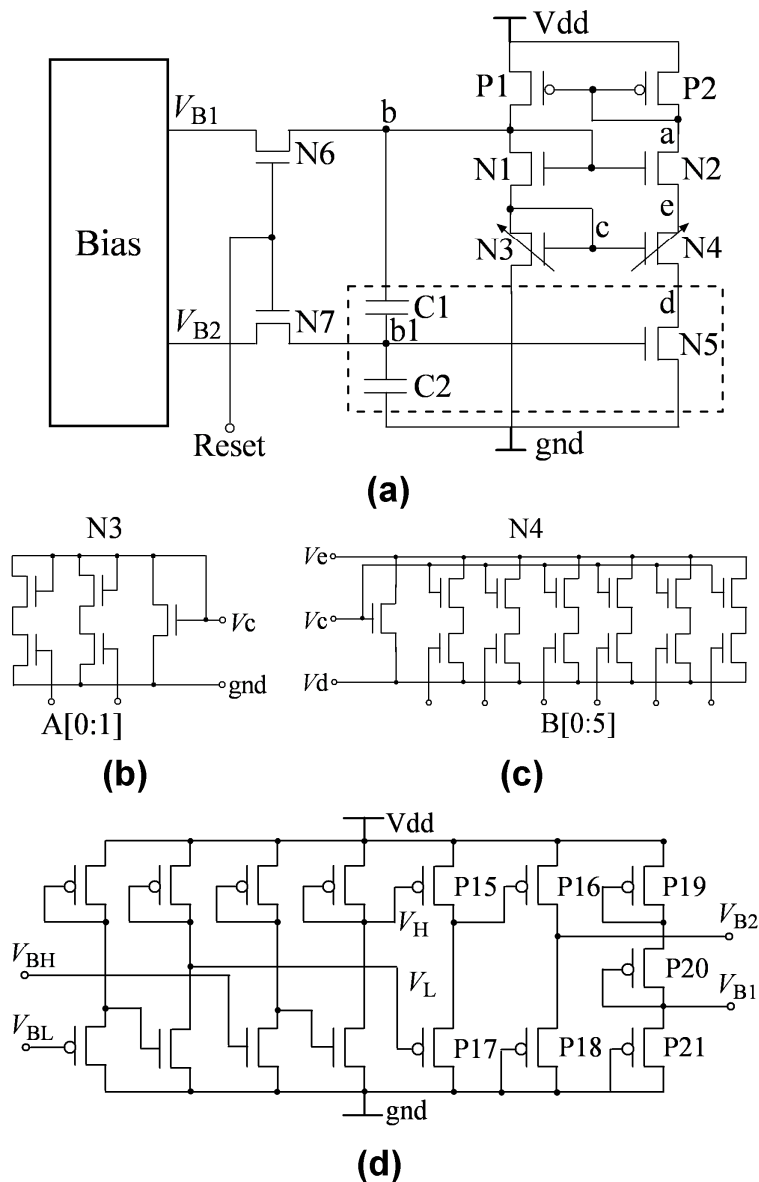 Vdd
P1 P2
VB1 b a
N6 N1 N2
e
Bias N3 c N4
C1 d
VB2 N7 b1 N5
C2
Reset gnd
(a)
N3
Vc
gnd
A[0:1]
(b)
N4
Ve
Vc
Vd
B[0:5]
(c)
Vdd
P15 P16 P19
VH VB2
VBH P20
VL VB1
VBL P17 P18 P21
gnd
(d)